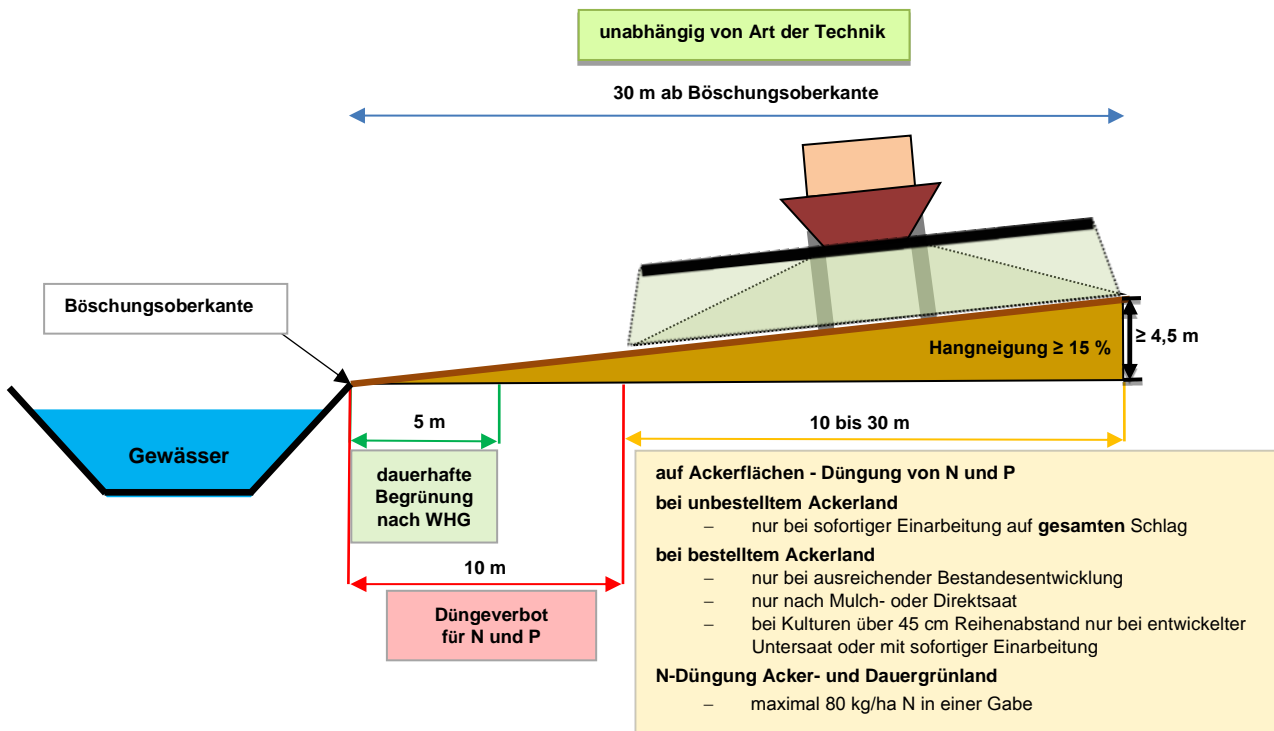 unabhängig von Art der Technik
30 m ab Böschungsoberkante
Böschungsoberkante
Hangneigung ≥ 15 %
≥ 4,5 m
Gewässer
5 m
10 bis 30 m
dauerhafte
Begrünung
nach WHG
10 m
Düngeverbot
für N und P
auf Ackerflächen - Düngung von N und P
bei unbestelltem Ackerland
– nur bei sofortiger Einarbeitung auf gesamten Schlag
bei bestelltem Ackerland
– nur bei ausreichender Bestandesentwicklung
– nur nach Mulch- oder Direktsaat
– bei Kulturen über 45 cm Reihenabstand nur bei entwickelter
Untersaat oder mit sofortiger Einarbeitung
N-Düngung Acker- und Dauergrünland
– maximal 80 kg/ha N in einer Gabe